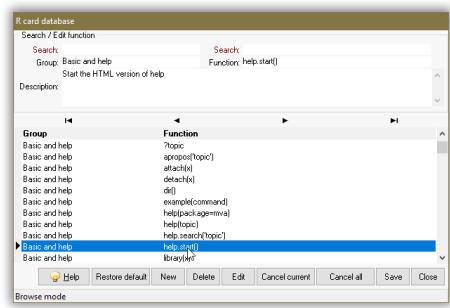 R card database
Search / Edit function
Search: Search:
Group: Basic and help Function: help.start()
Description: Start the HTML version of help
Group Function
Basic and help ?topic
Basic and help apropos('topic')
Basic and help attach(x)
Basic and help detach(x)
Basic and help dir()
Basic and help example(command)
Basic and help help(package=mva)
Basic and help help(topic)
Basic and help help.search('topic')
Basic and help help.start()
Basic and help library(x)
Help Restore default New Delete Edit Cancel current Cancel all Save Close
Browse mode